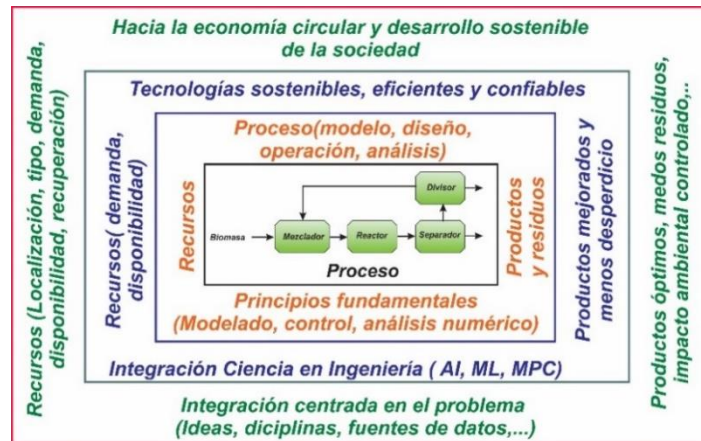 Hacia la economía circular y desarrollo sostenible
de la sociedad
Recursos (Localización, tipo, demanda,
disponibilidad, recuperación)
Tecnologías sostenibles, eficientes y confiables
Recursos( demanda,
disponibilidad)
Proceso(modelo, diseño,
operación, análisis)
Recursos
Divisor
Biomasa
Mezclador
Reactor
Separador
Proceso
Productos
y residuos
Principios fundamentales
(Modelado, control, análisis numérico)
Productos mejorados y
menos desperdicio
Integración Ciencia en Ingeniería ( AI, ML, MPC)
Productos óptimos, medos residuos,
impacto ambiental controlado,..
Integración centrada en el problema
(Ideas, diciplinas, fuentes de datos,...)